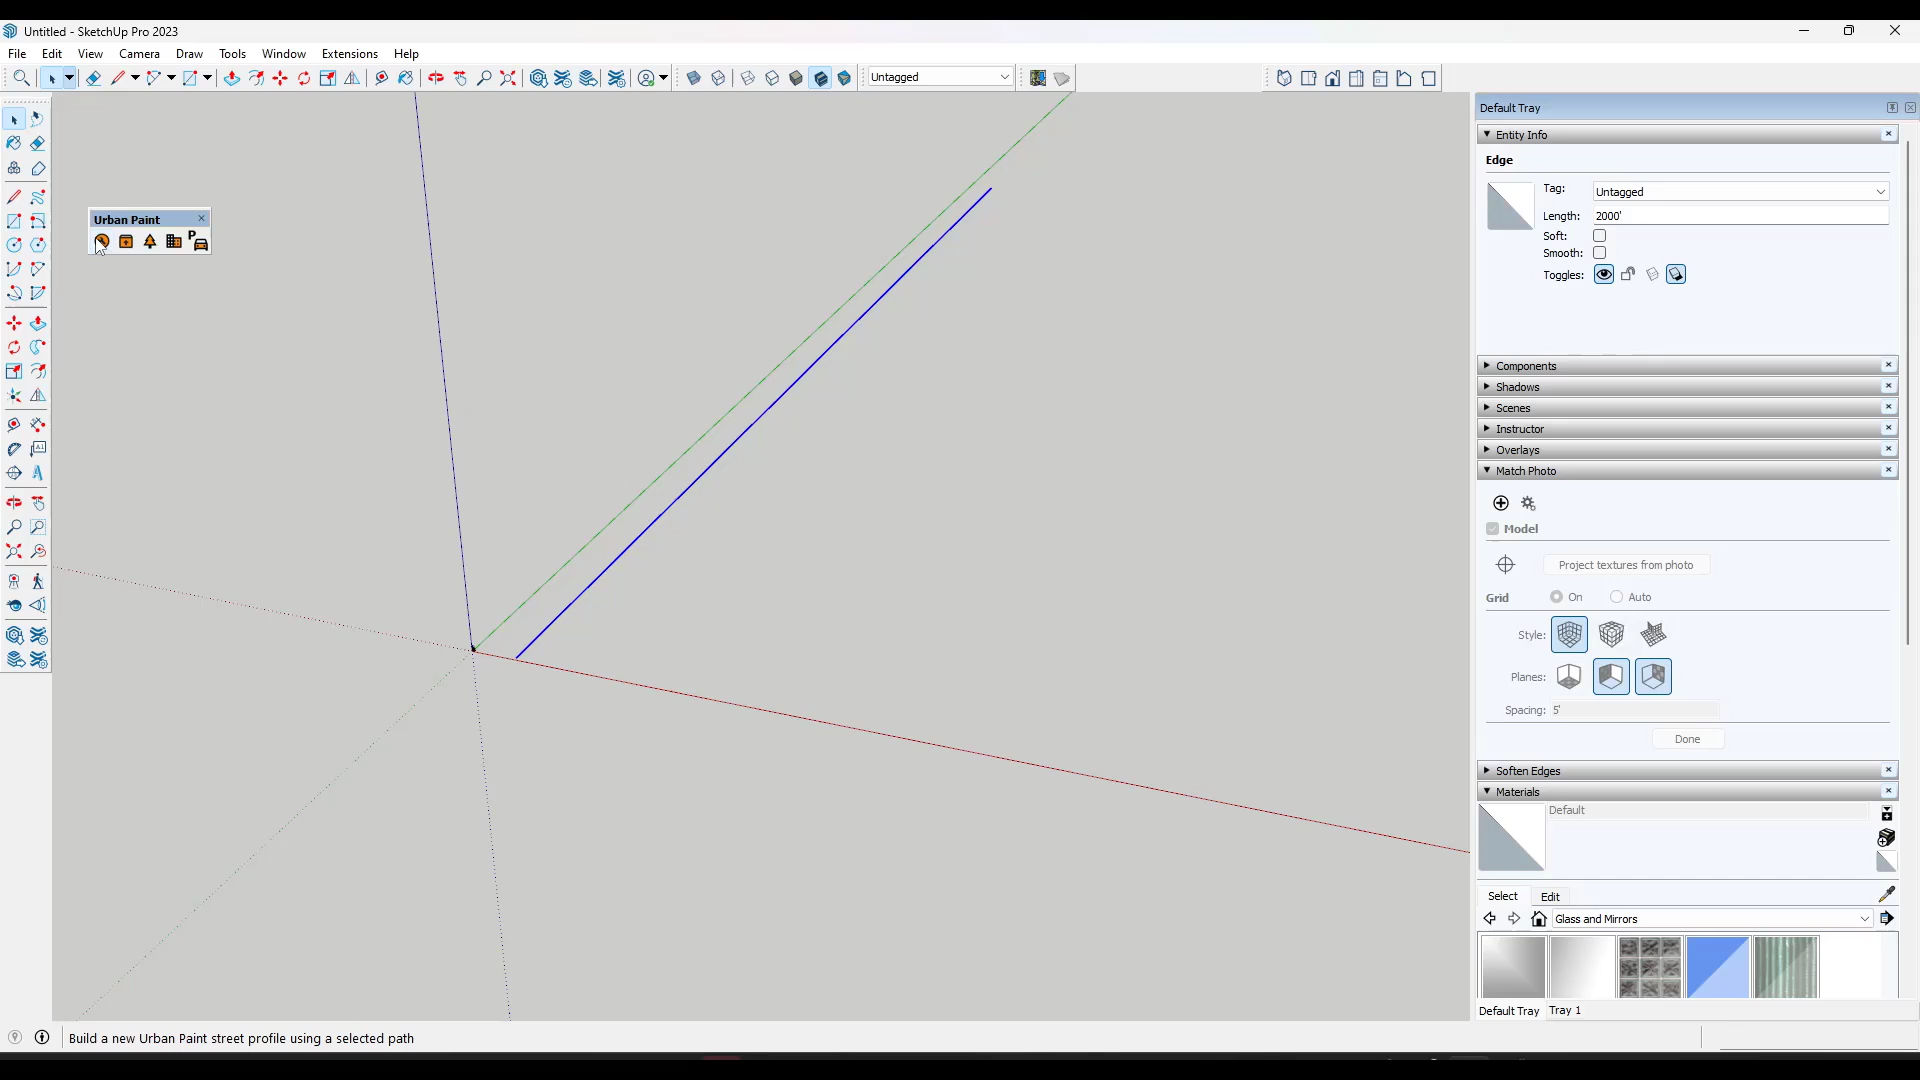 Untitled - SketchUp Pro 2023
File Edit View Camera Draw Tools Window Extensions Help
Untagged
Default Tray
Entity Info
Edge
Tag: Untagged
Length: 2000'
Soft:
Smooth:
Toggles:
Urban Paint
P
A1
A
Components
Shadows
Scenes
Instructor
Overlays
Match Photo
Model
Project textures from photo
Grid On Auto
Style:
Planes:
Spacing: 5'
Done
Soften Edges
Materials
Default
Select Edit
Glass and Mirrors
Default Tray Tray 1
Build a new Urban Paint street profile using a selected path